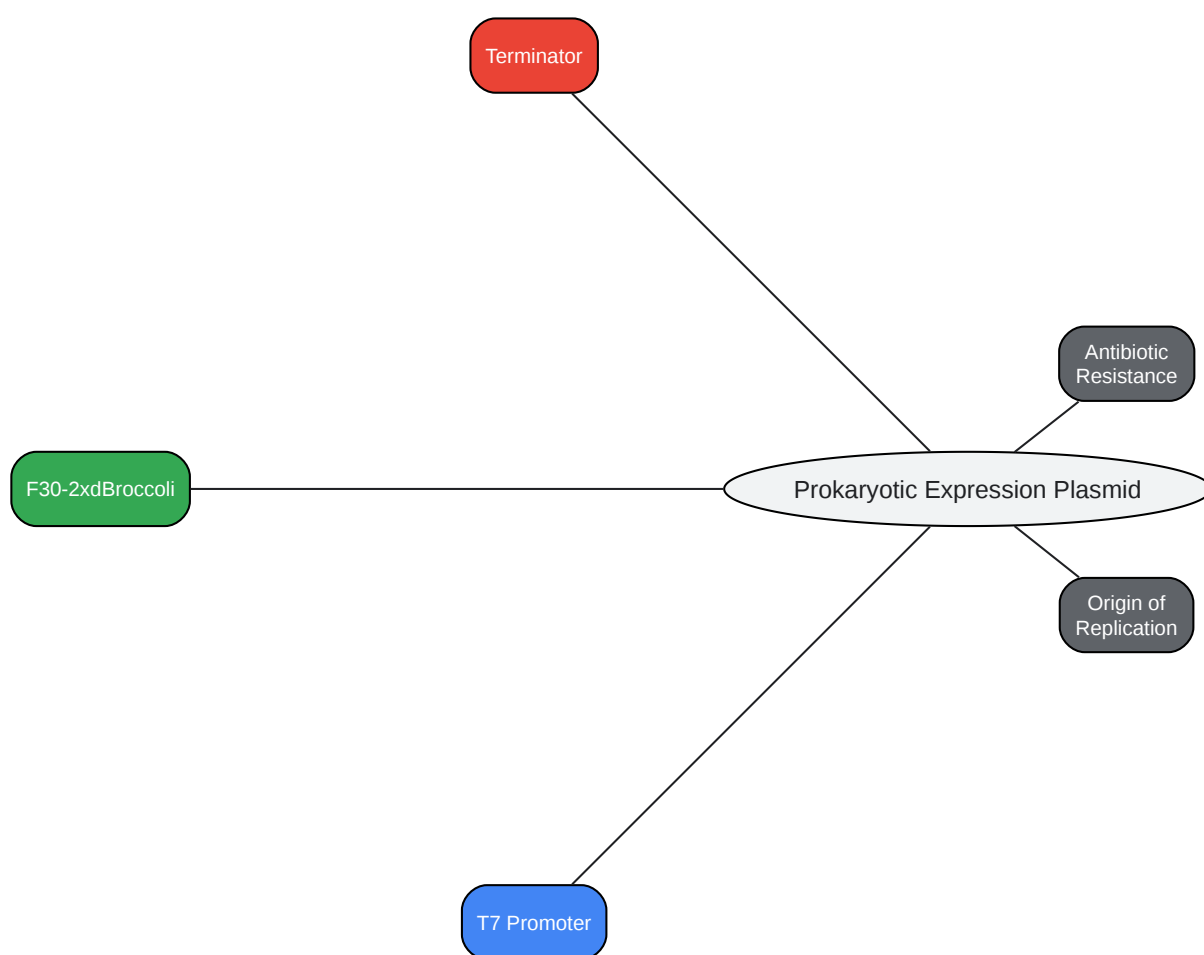 Terminator
Antibiotic
Resistance
F30-2xdBroccoli
Prokaryotic Expression Plasmid
Origin of
Replication
T7 Promoter